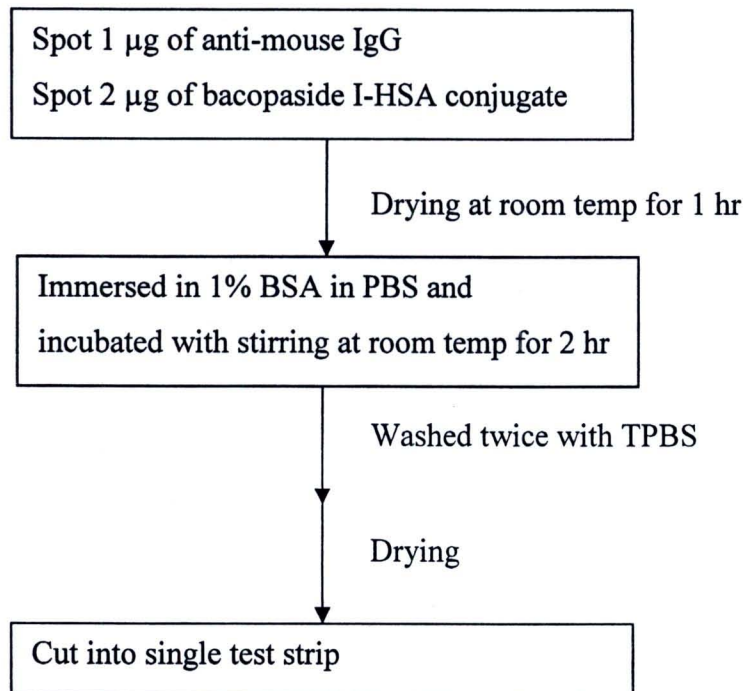 Spot 1 µg of anti-mouse IgG
Spot 2 µg of bacopaside I-HSA conjugate
Drying at room temp for 1 hr
Immersed in 1% BSA in PBS and
incubated with stirring at room temp for 2 hr
Washed twice with TPBS
Drying
Cut into single test strip